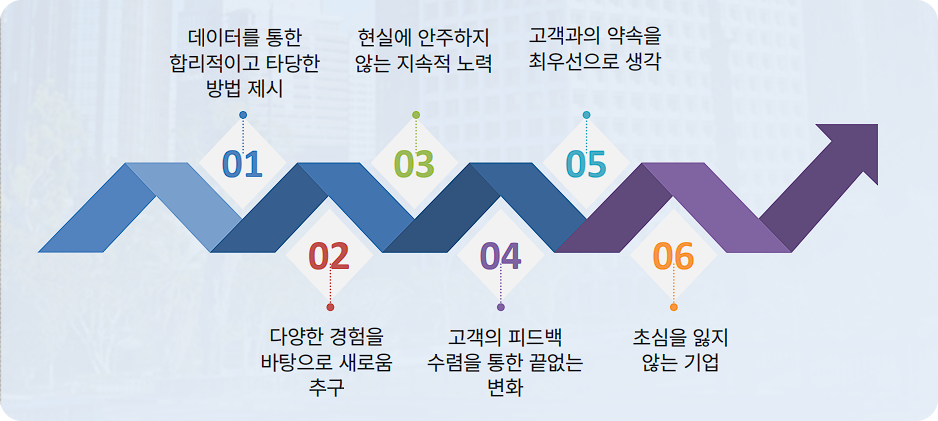 데이터를 통한
합리적이고 타당한
방법 제시
01
다양한 경험을
바탕으로 새로움
추구
02
현실에 안주하지
않는 지속적 노력
03
고객의 피드백
수렴을 통한 끝없는
변화
04
고객과의 약속을
최우선으로 생각
05
초심을 잃지
않는 기업
06